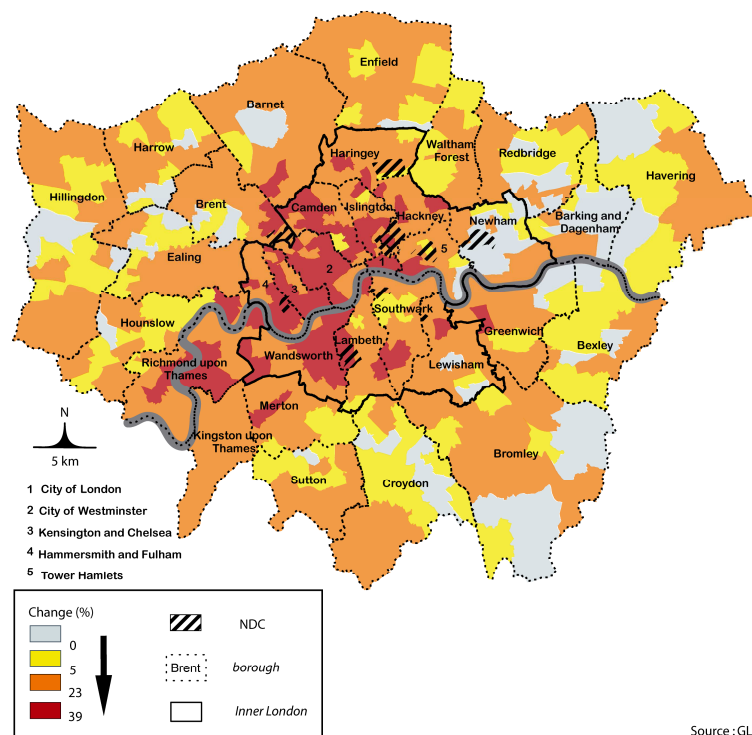 Enfield
Barnet
Harrow
Haringey
Waltham
Forest
Redbridge
Havering
Hillingdon
Brent
Camden
Islington
Hackney
Newham
Barking and
Dagenham
Ealing
5
2
1
4
3
Hounslow
Southwark
Greenwich
Bexley
Richmond upon
Thames
Wandsworth
Lambeth
Lewisham
Merton
N
5 km
Kingston upon
Thames
Sutton
Croydon
Bromley
1 City of London
2 City of Westminster
3 Kensington and Chelsea
4 Hammersmith and Fulham
5 Tower Hamlets
Change (%)
0
5
23
39
NDC
Brent borough
Inner London
Source : GL